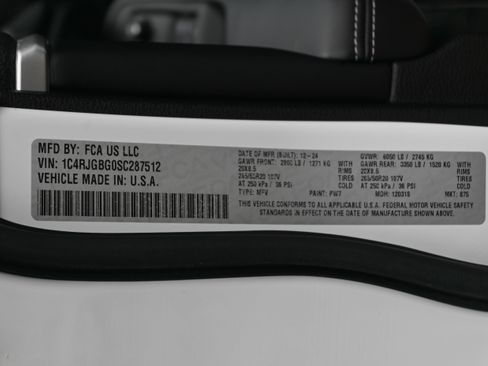 MFD BY: FCA US LLC
VIN: 1C4RJGBG0SC287512
VEHICLE MADE IN: U.S.A.
DATE OF MFR (BUILT): 12-24
GAWR FRONT: 2800 LB / 1271 KG
20X8.5 RIMS
265/50R20 107V TIRES
AT 250 kPa / 36 PSI
TYPE: MPV PAINT: PW7
GVWR: 6050 LB / 2745 KG
GAWR REAR: 3350 LB / 1520 KG
20X8.5 RIMS
265/50R20 107V TIRES
AT 250 kPa / 36 PSI
MDH: 120318 MKT: 875
THIS VEHICLE CONFORMS TO ALL APPLICABLE U.S.A. FEDERAL MOTOR VEHICLE SAFETY
STANDARDS IN EFFECT ON THE DATE OF MANUFACTURE SHOWN ABOVE.